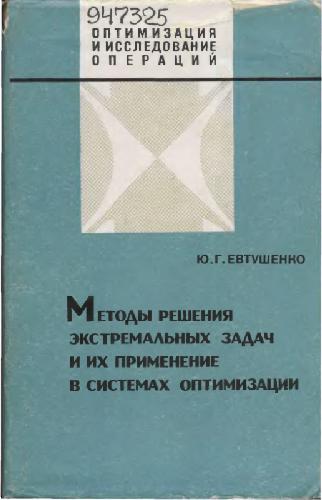 947325
ОПТИМИЗАЦИЯ
И ИССЛЕДОВАНИЕ
ОПЕРАЦИЙ
Ю. Г. ЕВТУШЕНКО
МЕТОДЫ РЕШЕНИЯ
ЭКСТРЕМАЛЬНЫХ ЗАДАЧ
И ИХ ПРИМЕНЕНИЕ
В СИСТЕМАХ ОПТИМИЗАЦИИ